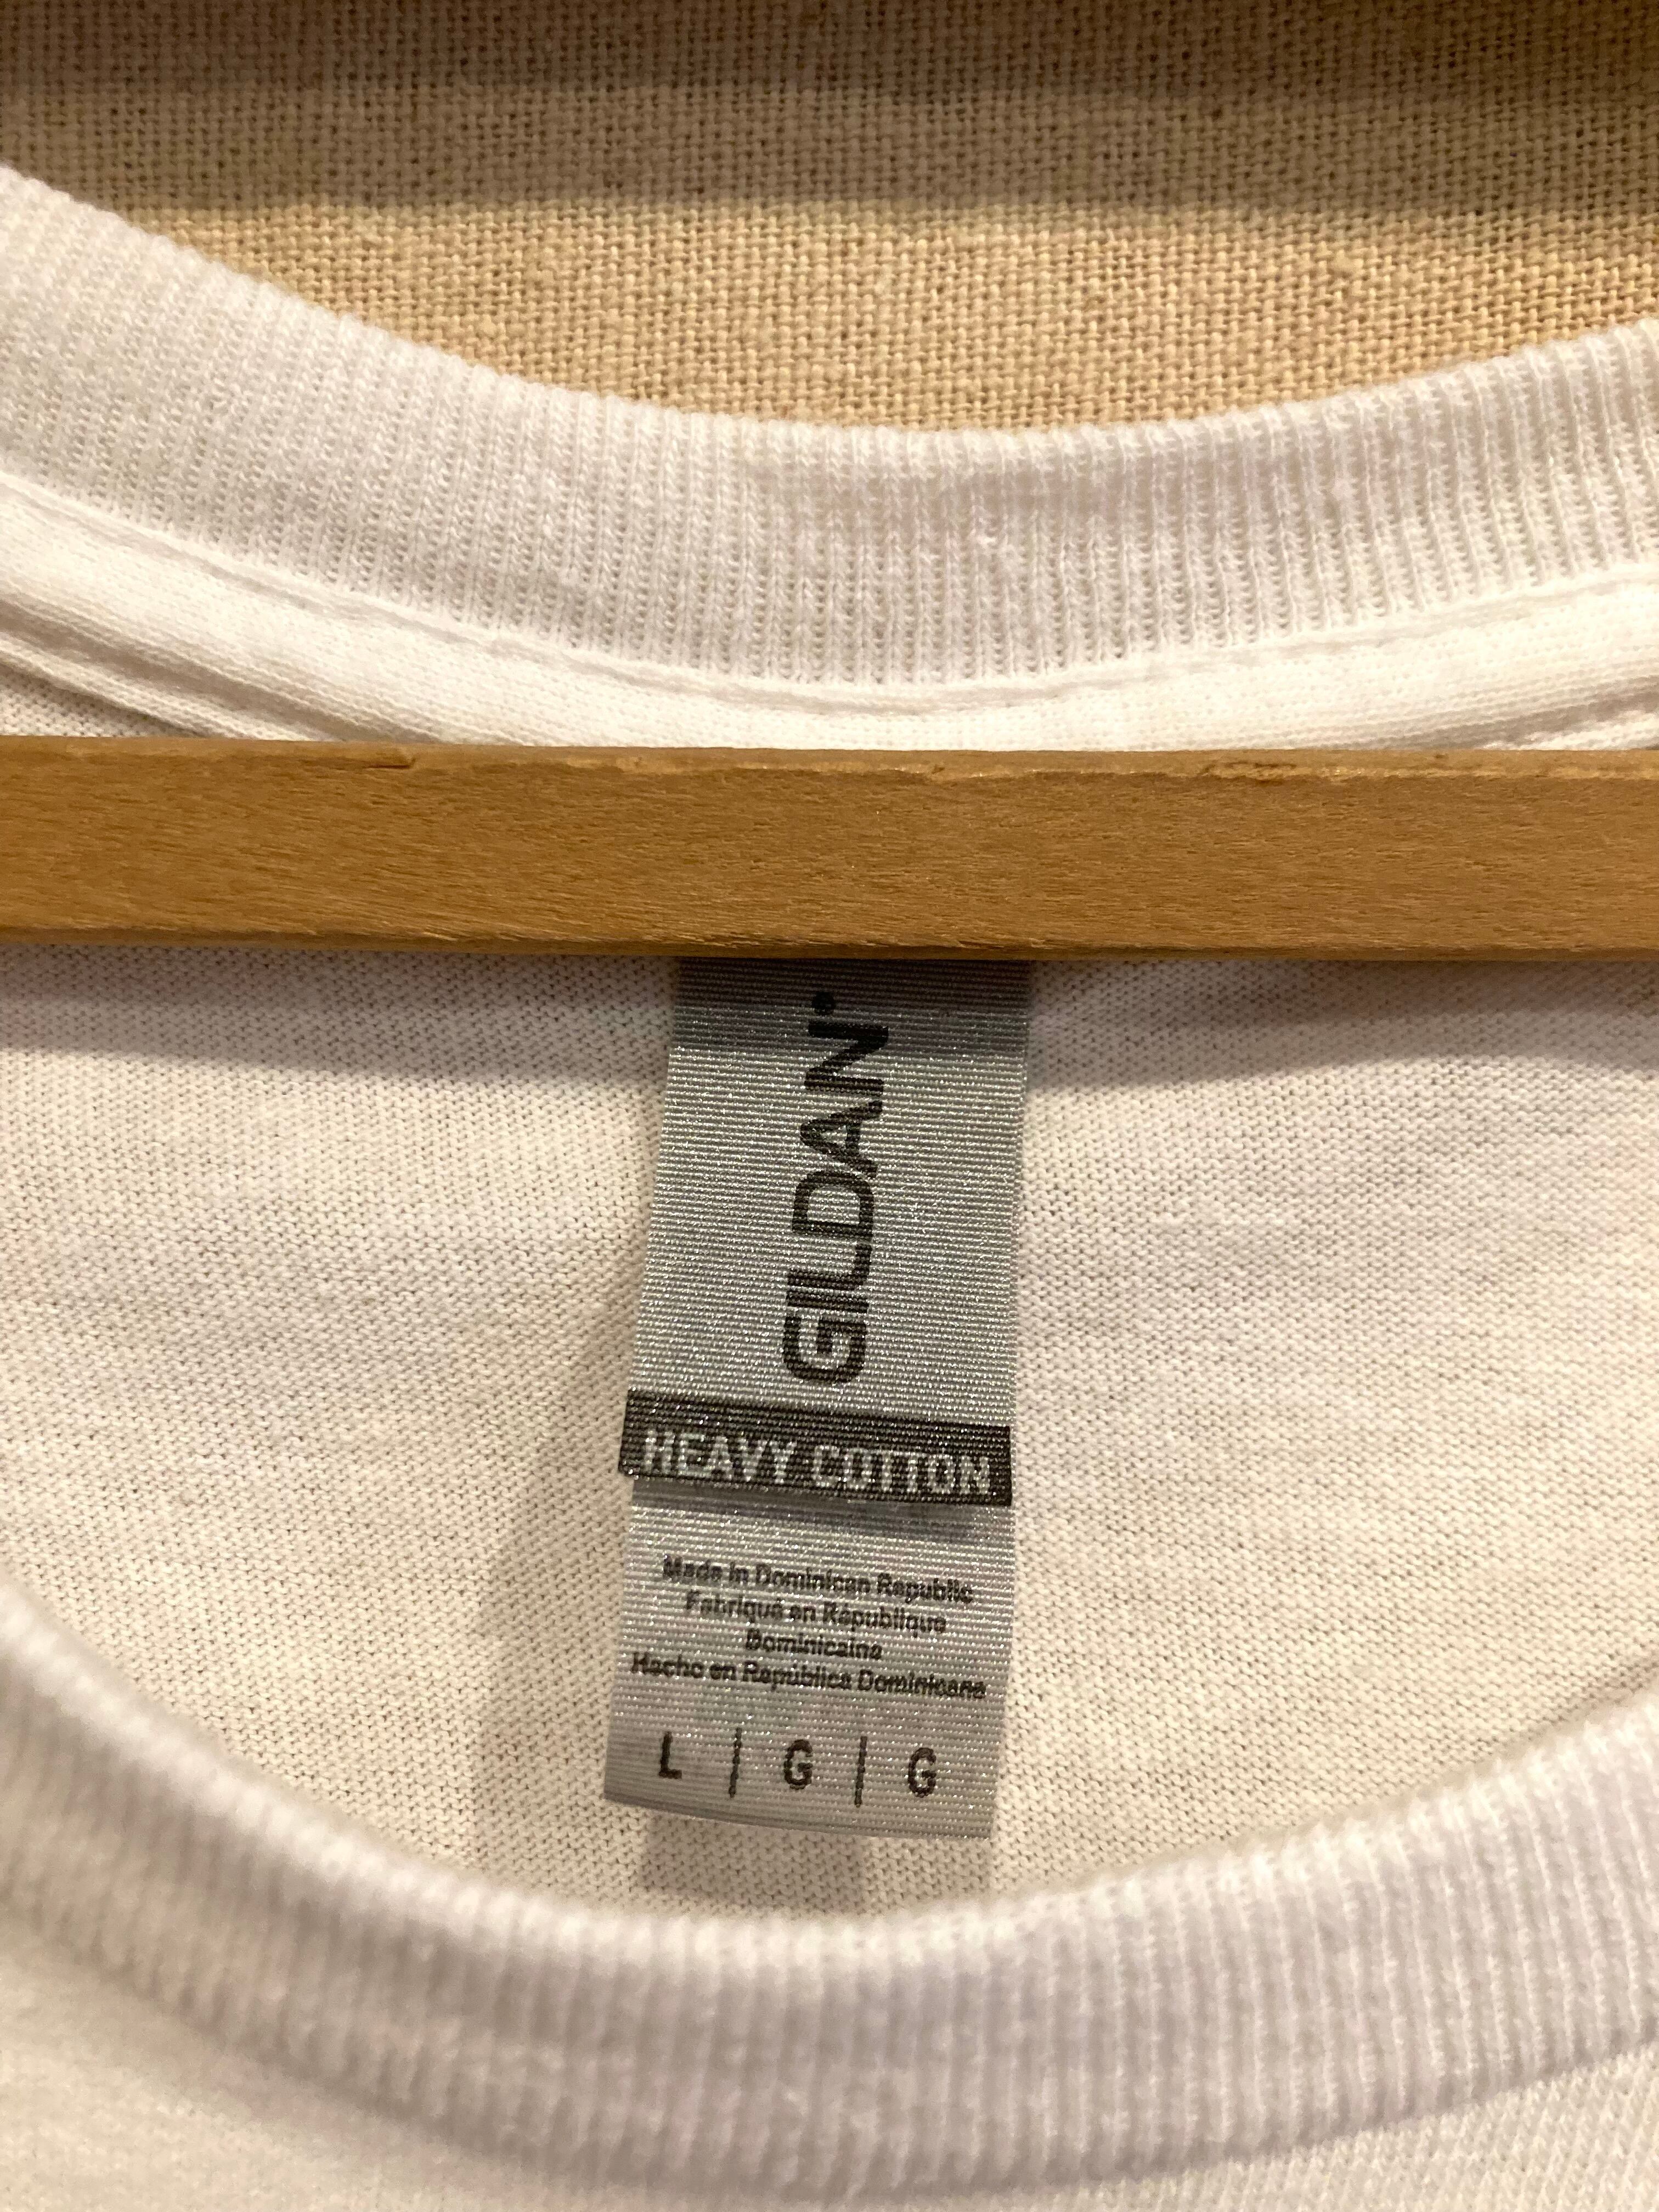 GILDAN
HEAVY COTTON
Made in Dominican Republic
Fabriqué en République
Dominicaine
Hecho en República Dominicana
L | G | G